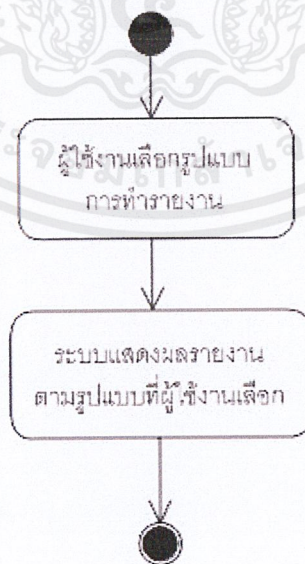 ผู้ใช้งานเลือกรูปแบบ
การทำรายงาน
ระบบแสดงผลรายงาน
ตามรูปแบบที่ผู้ใช้งานเลือก